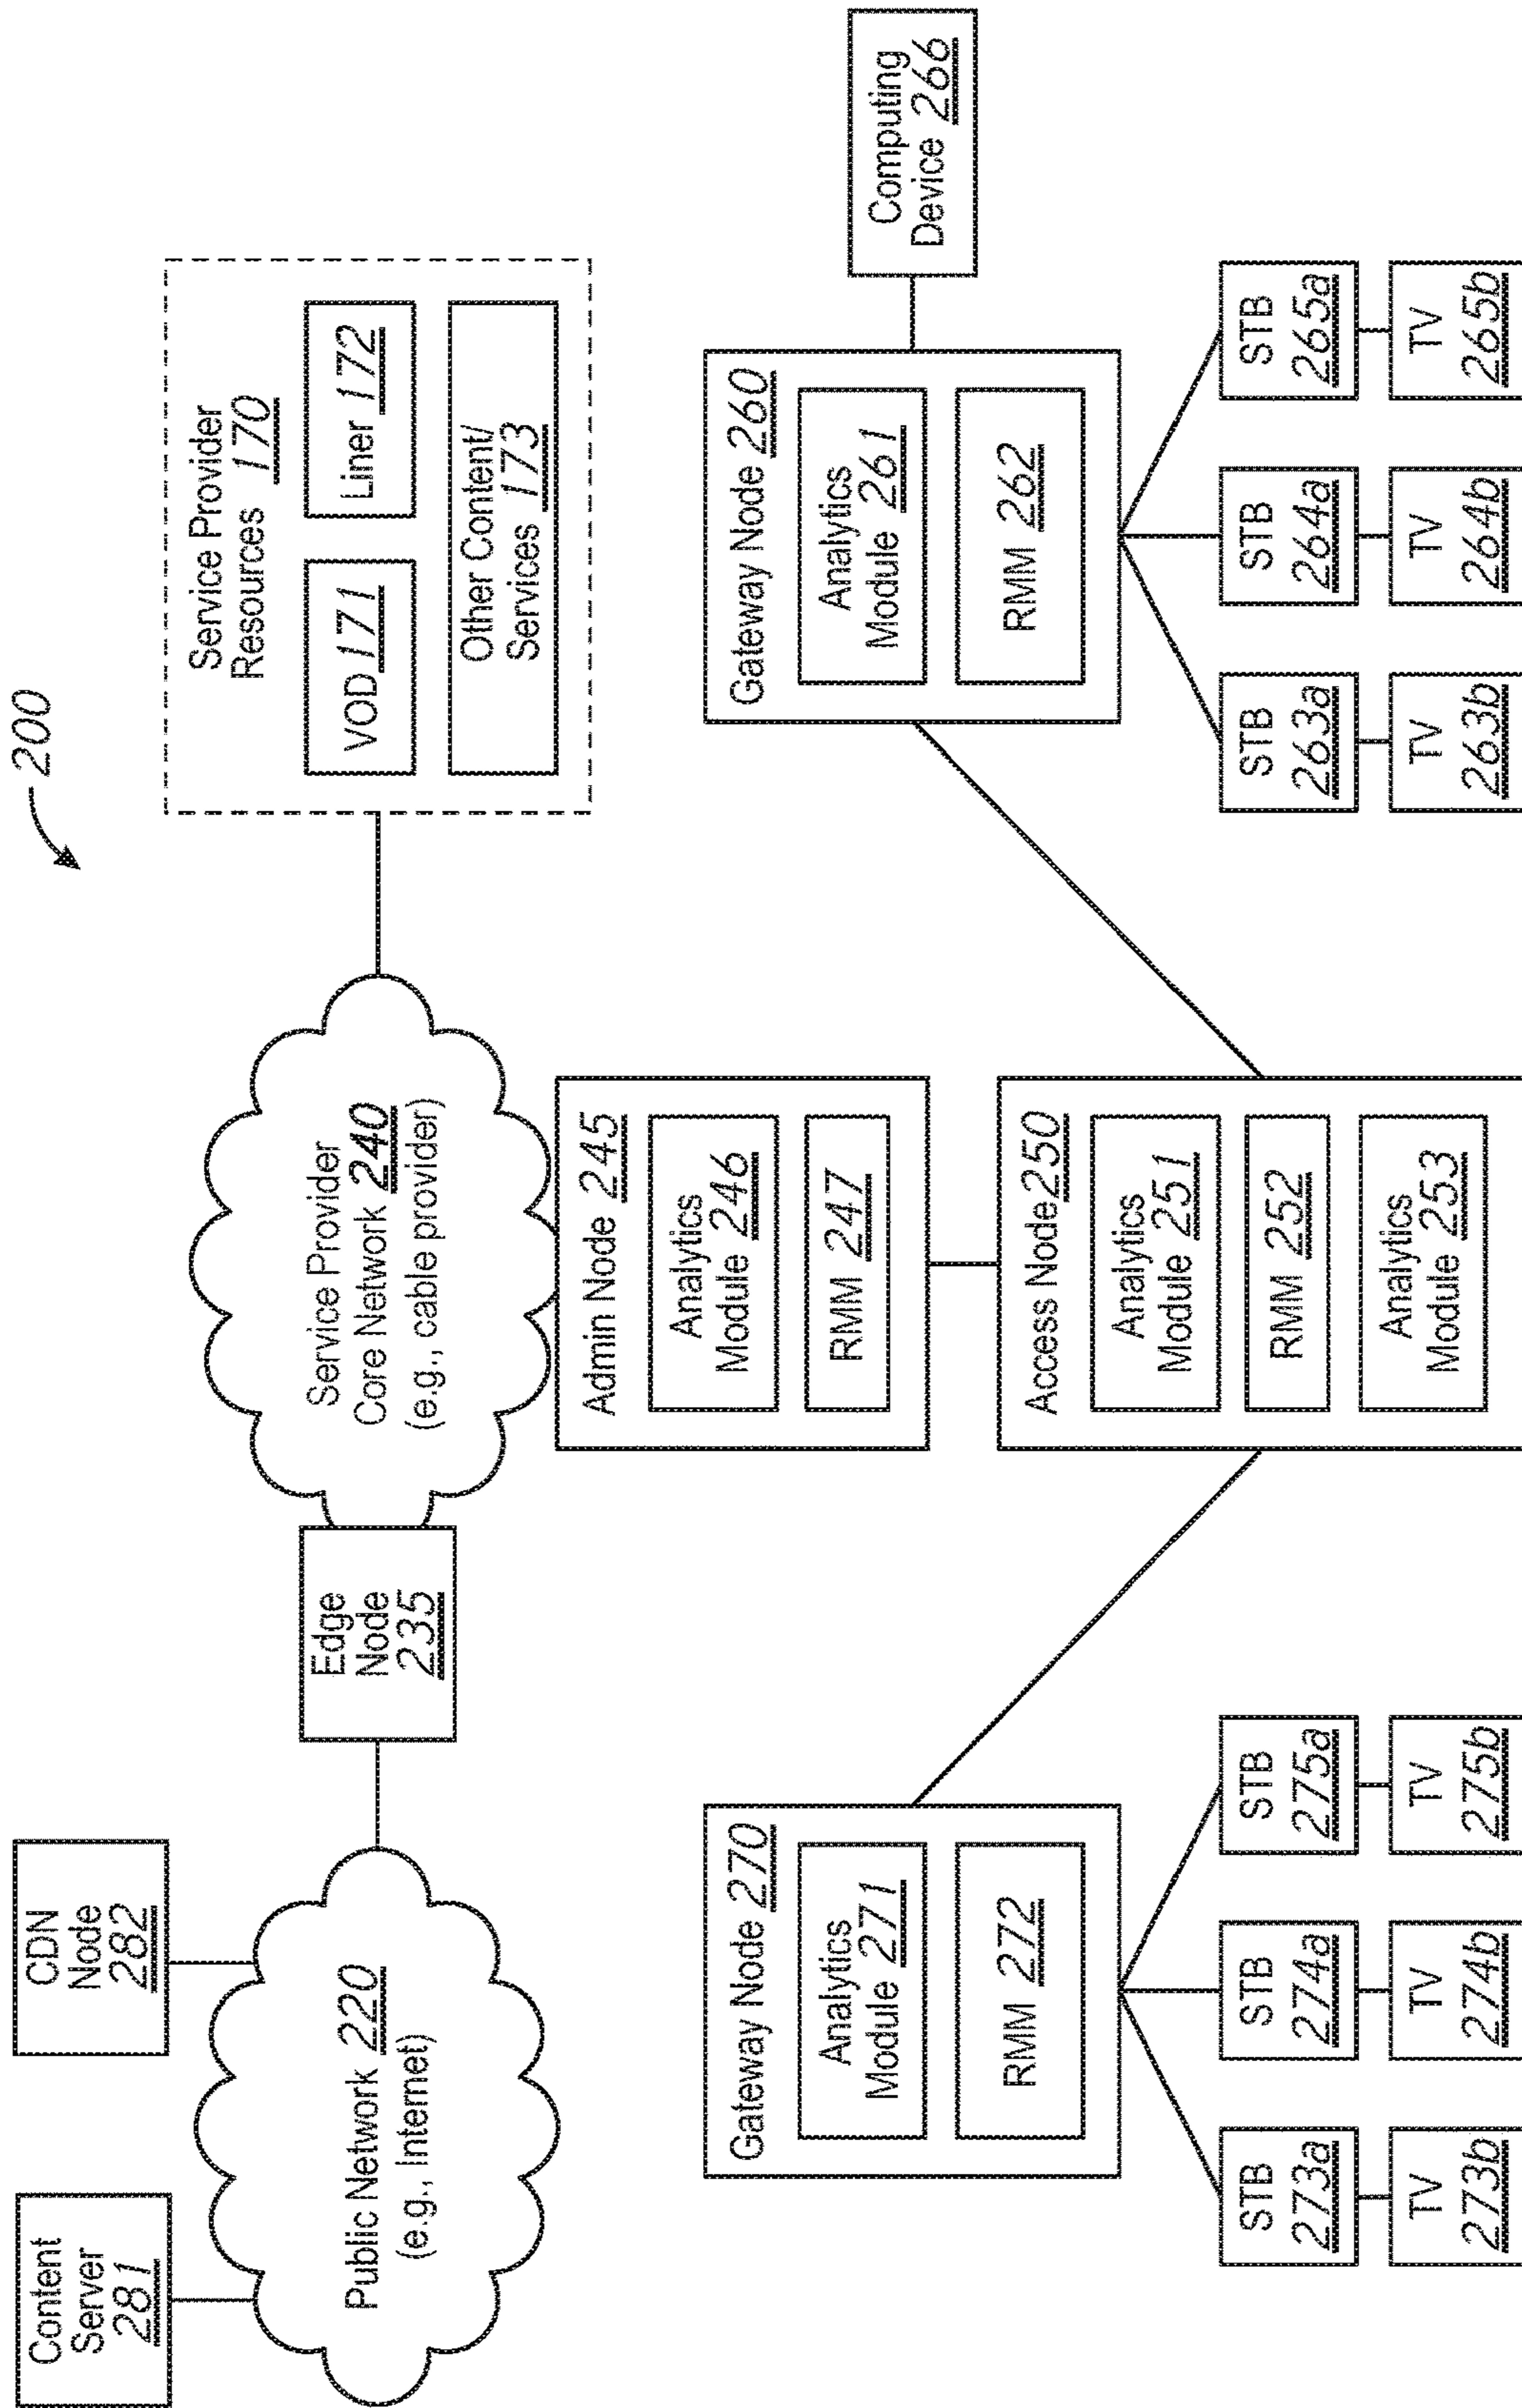 200
Content
Server
281
CDN
Node
282
Public Network 220
(e.g., Internet)
Edge
Node
235
Service Provider
Core Network 240
(e.g., cable provider)
Service Provider
Resources 170
VOD 171
Liner 172
Other Content/
Services 173
Admin Node 245
Analytics
Module 246
RMM 247
Access Node 250
Analytics
Module 251
RMM 252
Analytics
Module 253
Gateway Node 270
Analytics
Module 271
RMM 272
STB
273a
TV
273b
STB
274a
TV
274b
STB
275a
TV
275b
Gateway Node 260
Analytics
Module 261
RMM 262
Computing
Device 266
STB
263a
TV
263b
STB
264a
TV
264b
STB
265a
TV
265b